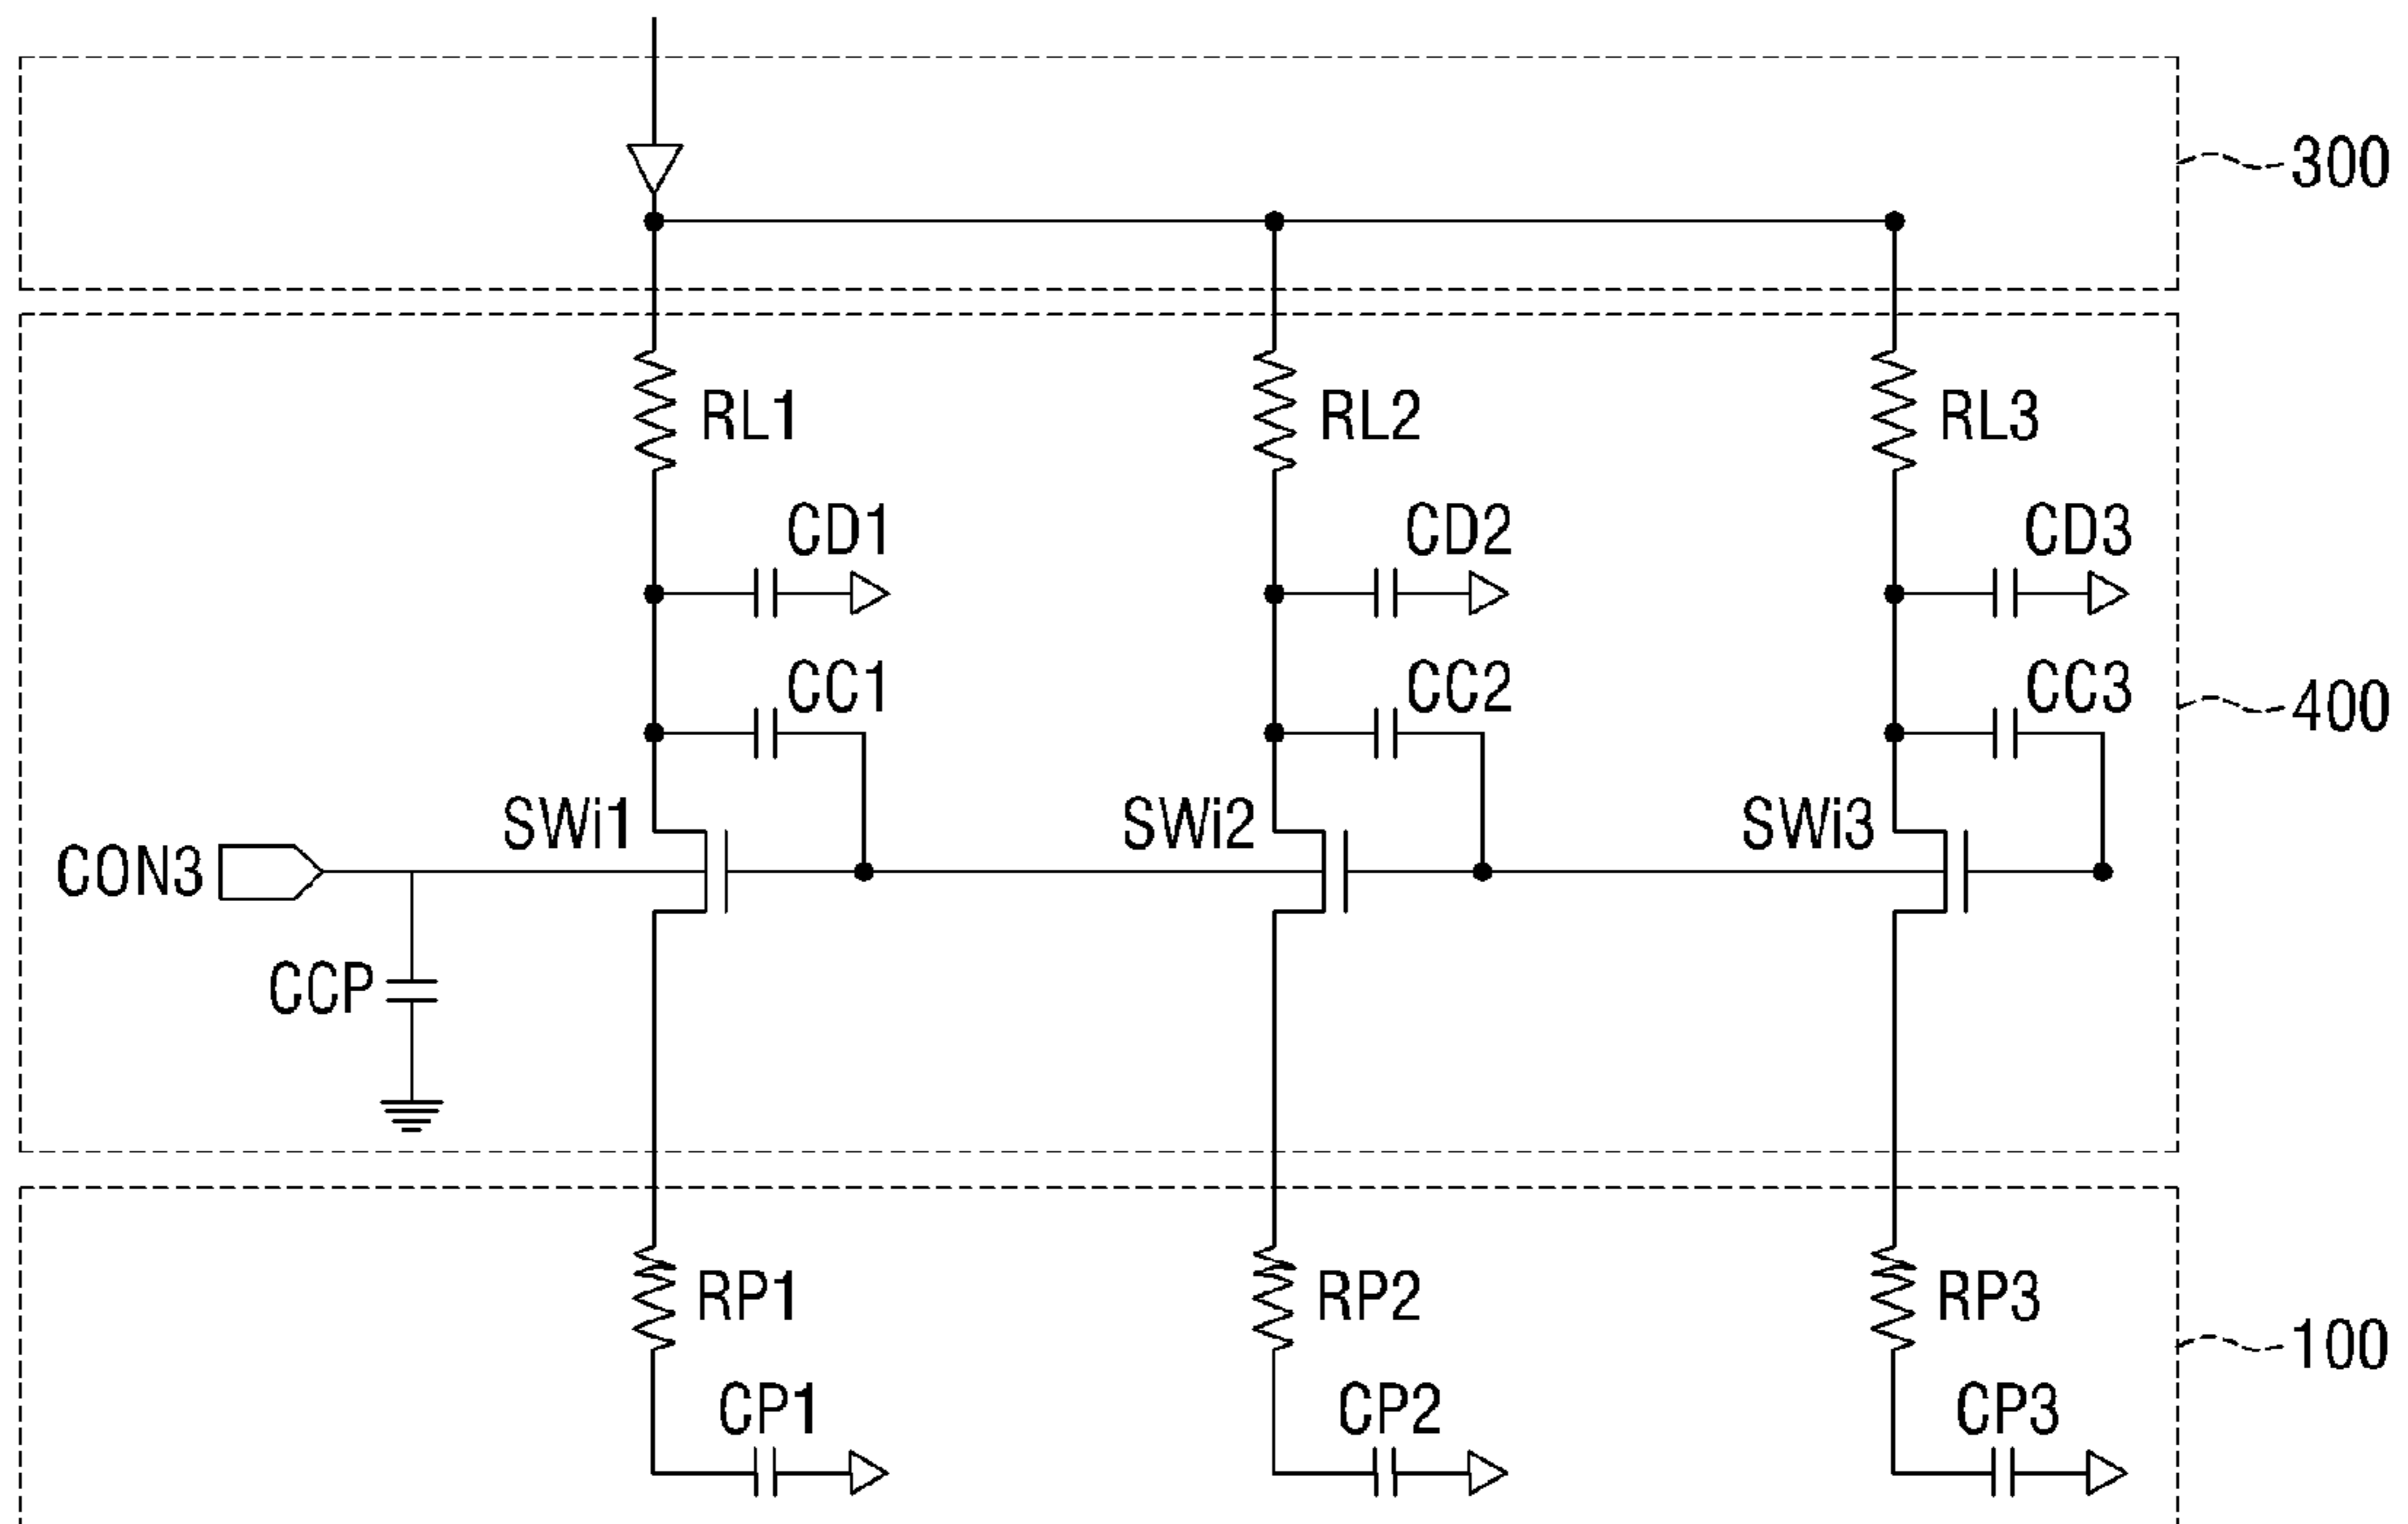 300
RL1 RL2 RL3
CD1 CD2 CD3
CC1 CC2 CC3
400
SWi1 SWi2 SWi3
CON3
CCP
RP1 RP2 RP3
100
CP1 CP2 CP3